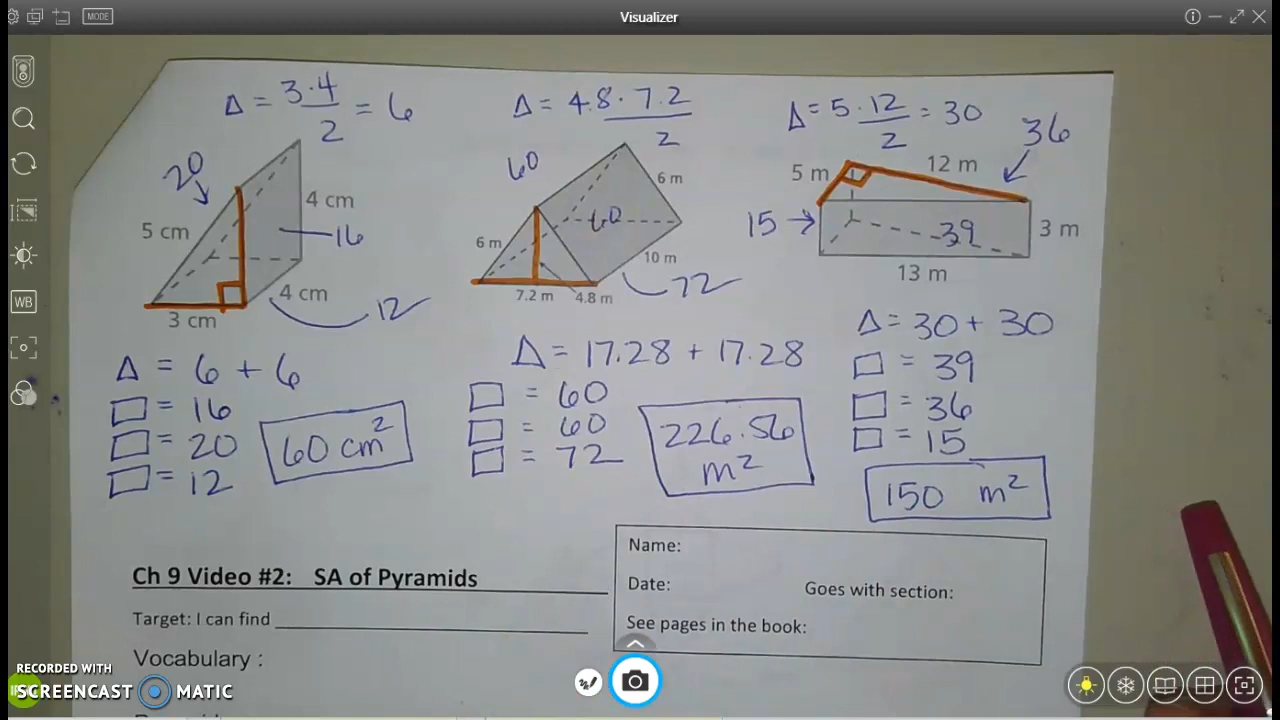 MODE
Visualizer
WB
Δ = 3·4/2 = 6
20
5 cm
4 cm
16
4 cm
3 cm
12
Δ = 6 + 6
□ = 16
□ = 20
□ = 12
60 cm²
Δ = 4.8 · 7.2/2
60
6 m
60
6 m
10 m
7.2 m
4.8 m
72
Δ = 17.28 + 17.28
□ = 60
□ = 60
□ = 72
226.56
m²
Δ = 5·12/2 = 30
36
5 m
12 m
15
39
3 m
13 m
Δ = 30 + 30
□ = 39
□ = 36
□ = 15
150 m²
Ch 9 Video #2: SA of Pyramids
Target: I can find
Vocabulary :
Name:
Date:
Goes with section:
See pages in the book:
RECORDED WITH
SCREENCAST MATIC